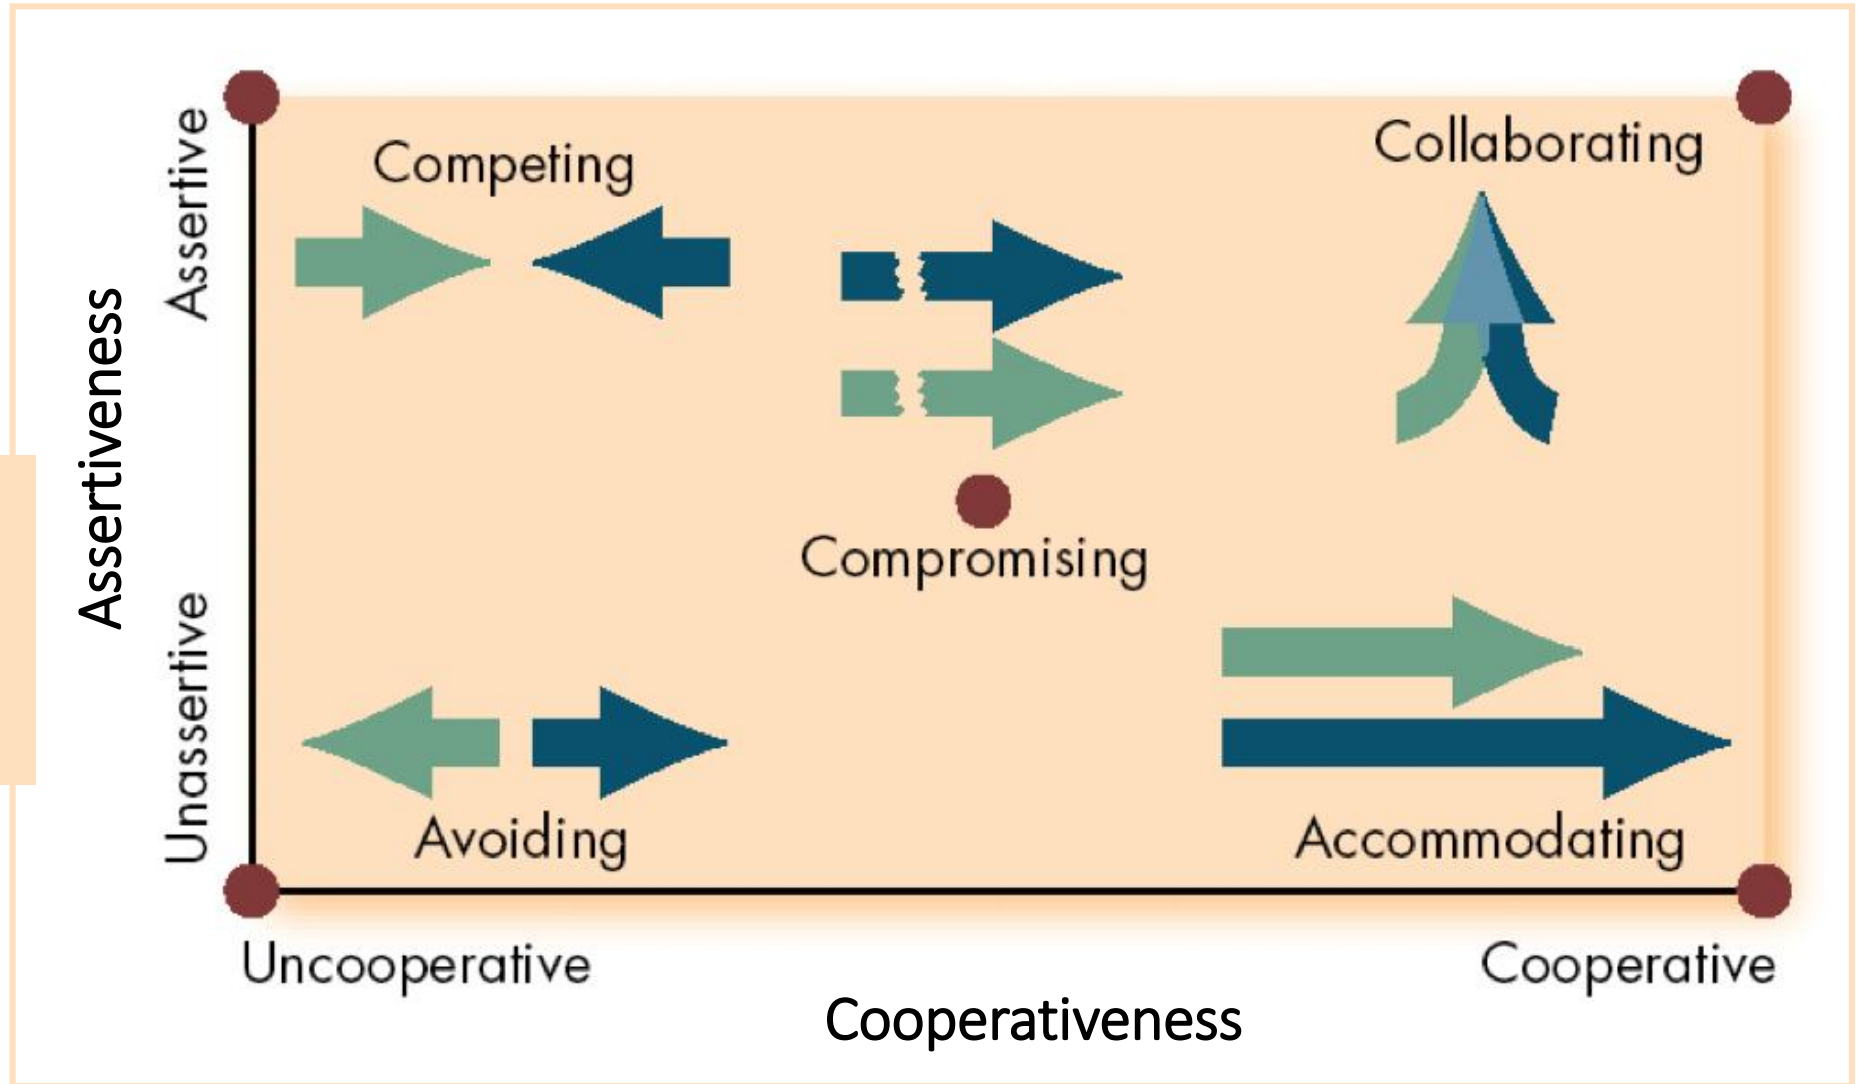 Assertiveness
Assertive
Unassertive
Competing
Collaborating
Compromising
Avoiding
Accommodating
Uncooperative
Cooperative
Cooperativeness